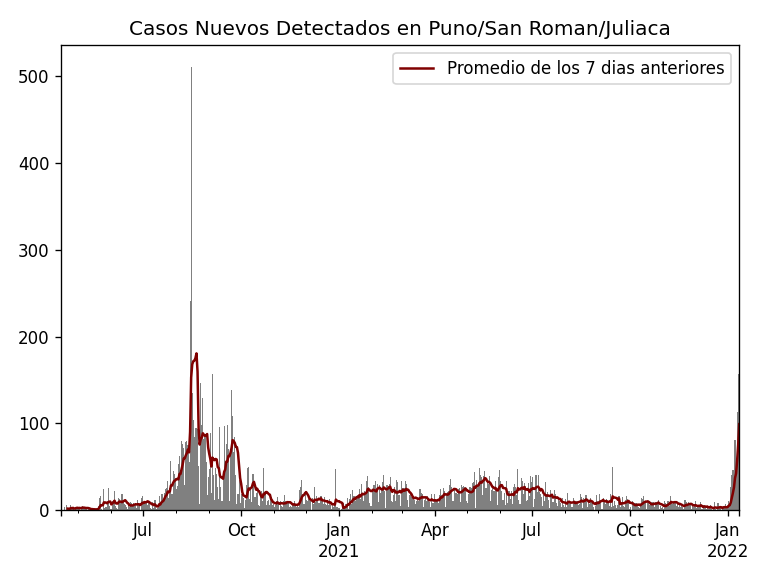 Casos Nuevos Detectados en Puno/San Roman/Juliaca
Promedio de los 7 dias anteriores
500
400
300
200
100
0
Jul Oct Jan Apr Jul Oct Jan
2021 2022